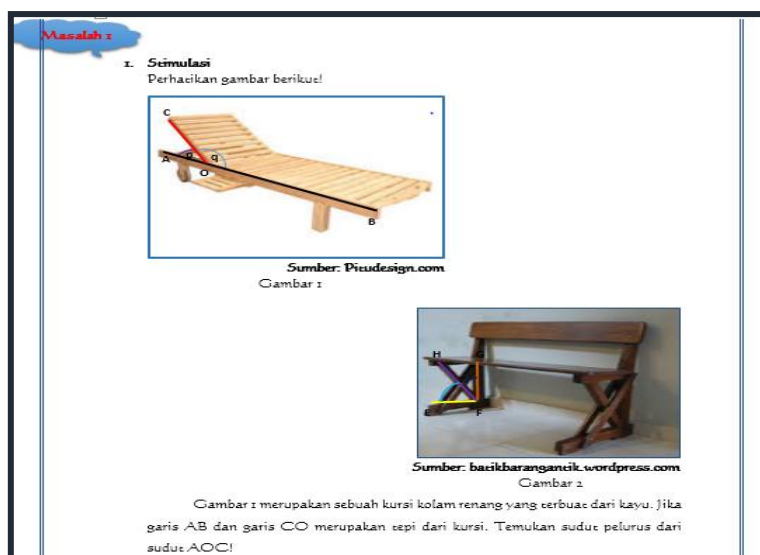 Masalah 1
1. Stimulasi
Perhatikan gambar berikut!
C
A
p q
O
B
Sumber: Pitudesign.com
Gambar 1
H G
E F
Sumber: batikbarangantik.wordpress.com
Gambar 2
Gambar 1 merupakan sebuah kursi kolam renang yang terbuat dari kayu. Jika
garis AB dan garis CO merupakan tepi dari kursi. Temukan sudut pelurus dari
sudut AOC!